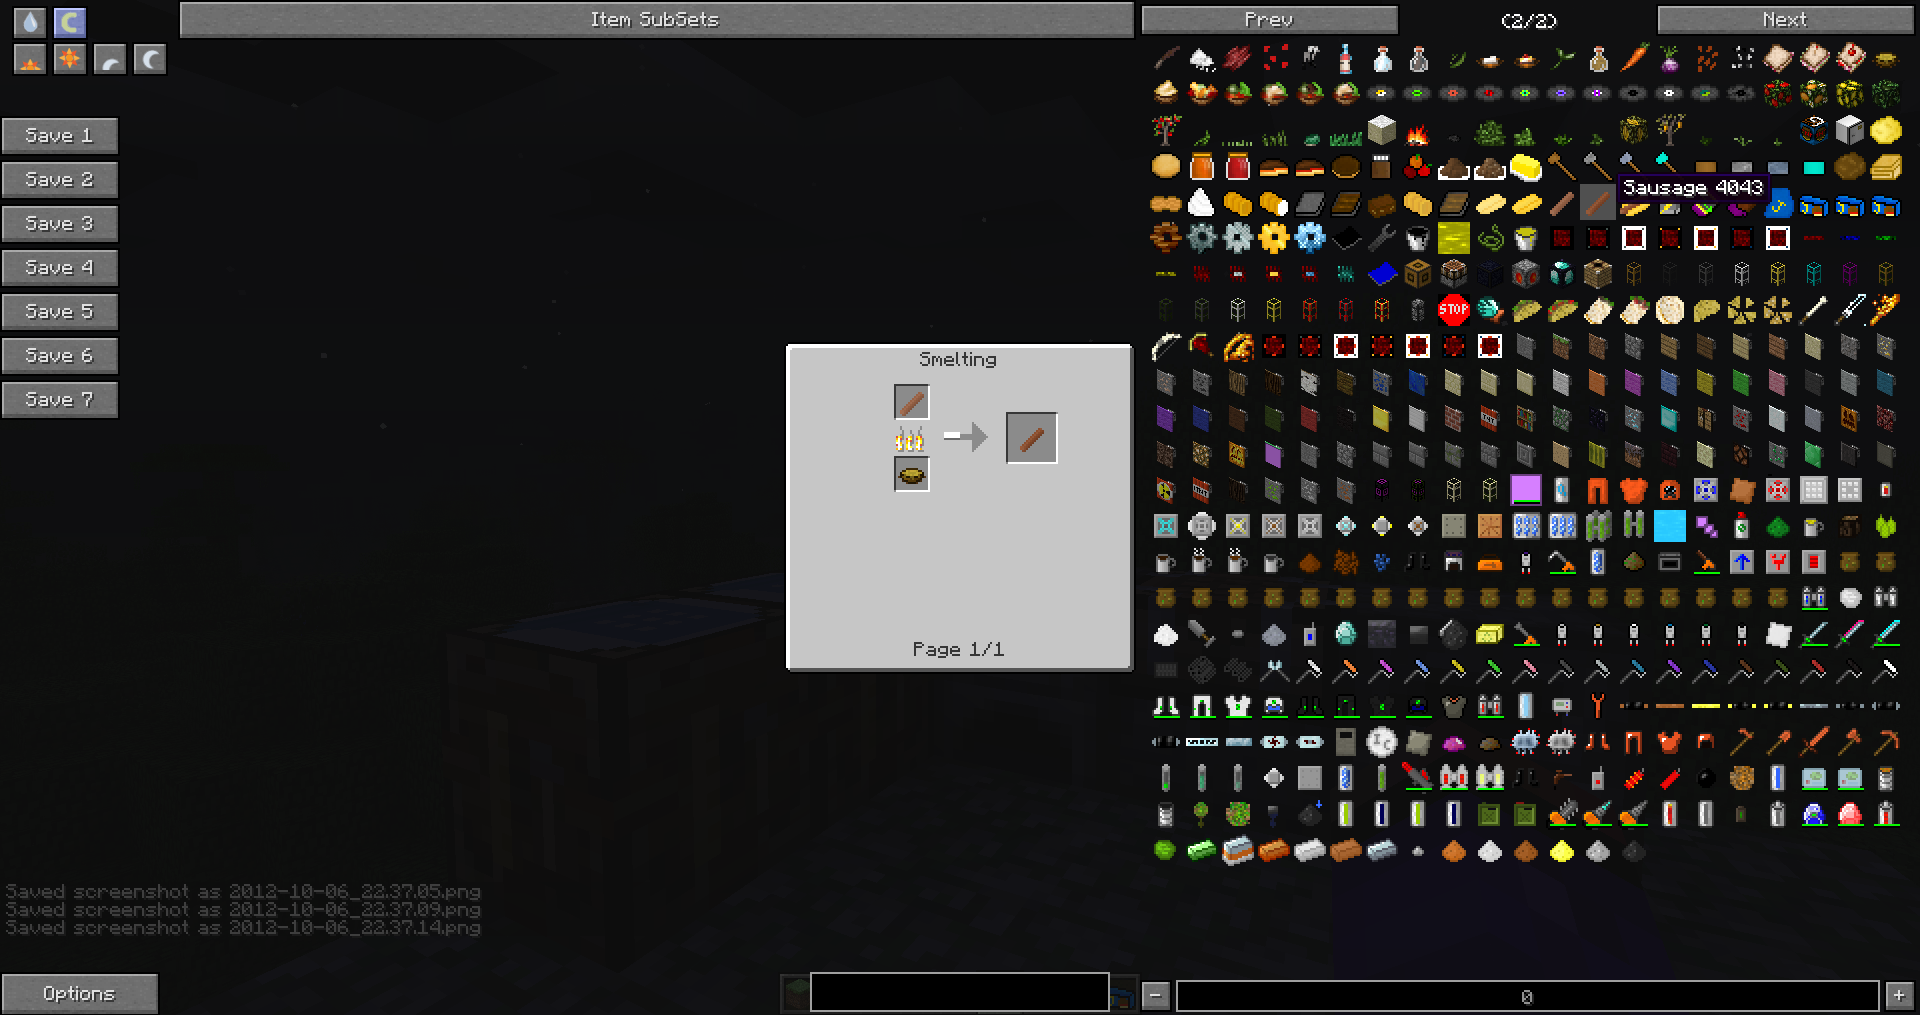 Item SubSets
Prev
(2/2)
Next
Save 1
Save 2
Save 3
Save 4
Save 5
Save 6
Save 7
Sausage 4043
STOP
Smelting
Page 1/1
Saved screenshot as 2012-10-06_22.37.05.png
Saved screenshot as 2012-10-06_22.37.09.png
Saved screenshot as 2012-10-06_22.37.14.png
Options
-
0
+